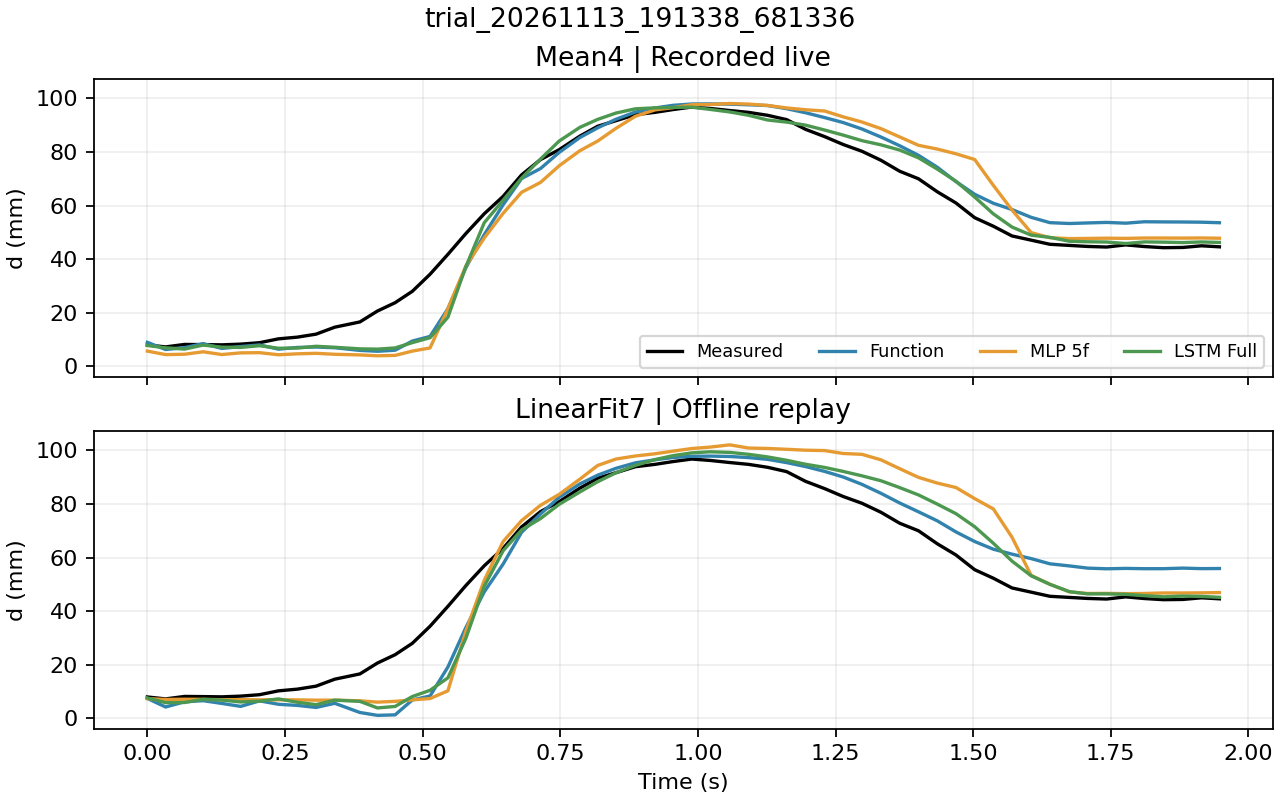 trial_20261113_191338_681336
Mean4 | Recorded live
100
80
60
40
20
0
d (mm)
Measured Function MLP 5f LSTM Full
LinearFit7 | Offline replay
100
80
60
40
20
0
d (mm)
0.00 0.25 0.50 0.75 1.00 1.25 1.50 1.75 2.00
Time (s)